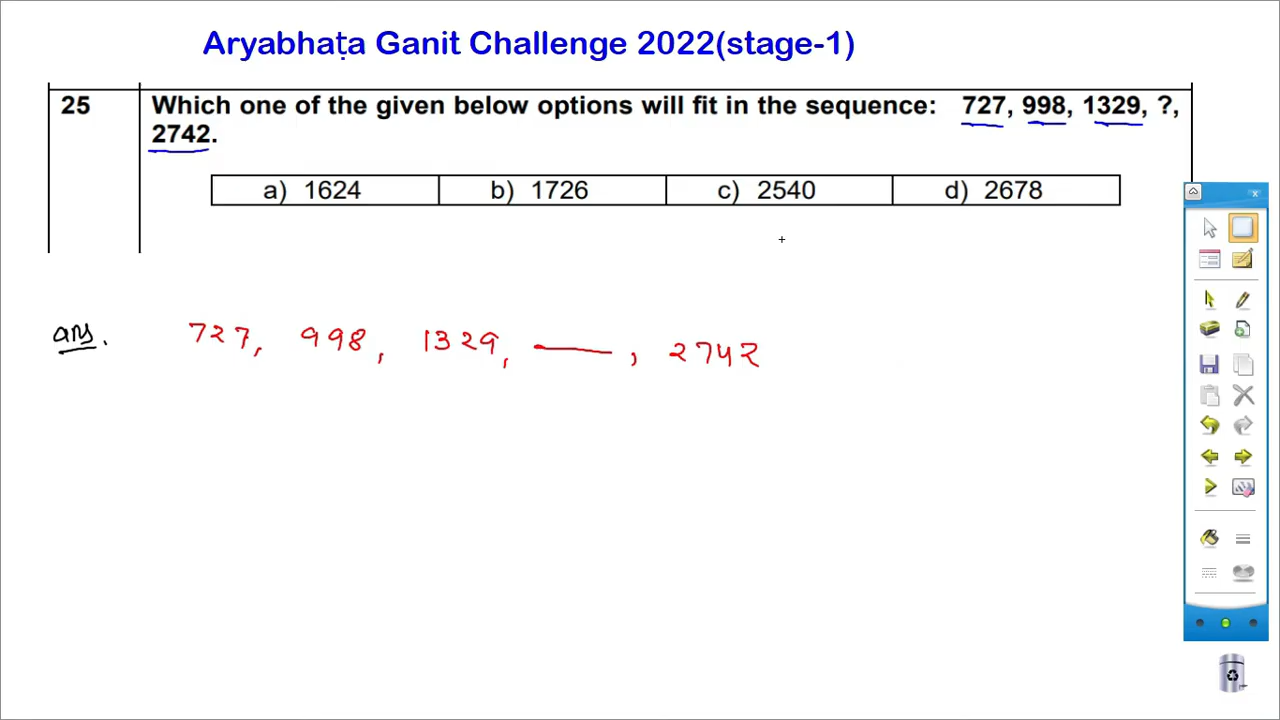 Aryabhaṭa Ganit Challenge 2022(stage-1)
25 Which one of the given below options will fit in the sequence: 727, 998, 1329, ?,
2742.
a) 1624 b) 1726 c) 2540 d) 2678
ans. 727, 998, 1329, ___, 2742